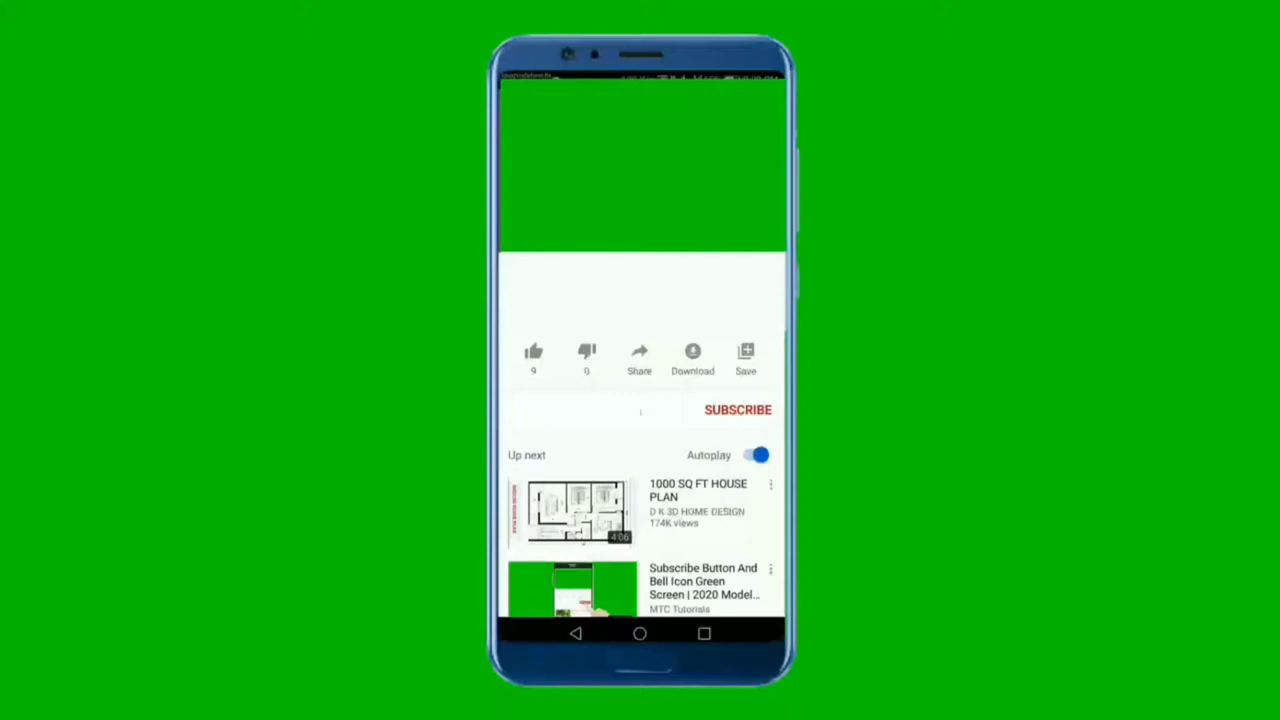 9
0
Share
Download
Save
SUBSCRIBE
Up next
Autoplay
1000 SQ FT HOUSE
PLAN
D K 3D HOME DESIGN
174K views
4:06
Subscribe Button And
Bell Icon Green
Screen | 2020 Model...
MTC Tutorials